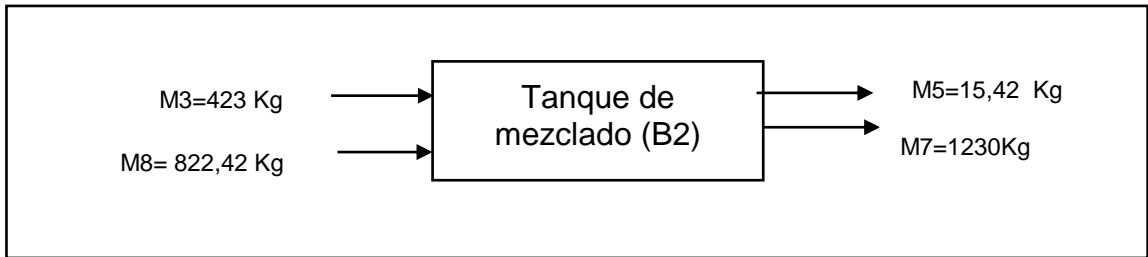 M3=423 Kg
M8= 822,42 Kg
Tanque de
mezclado (B2)
M5=15,42 Kg
M7=1230Kg